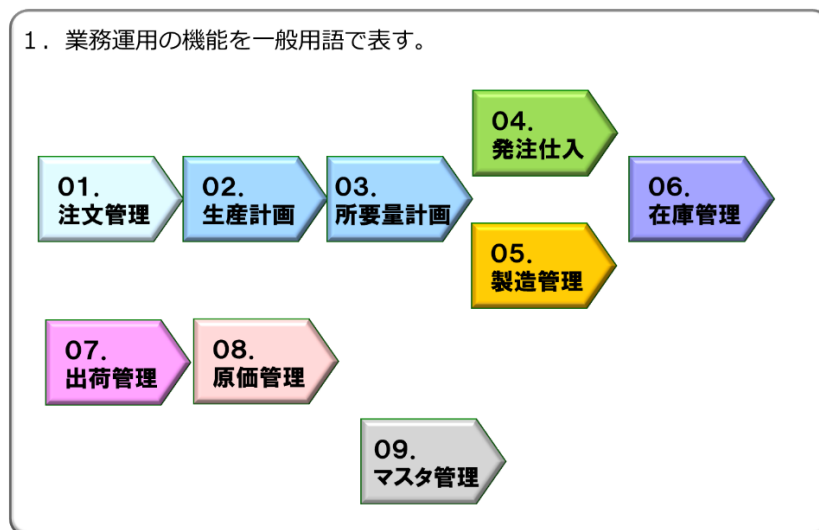 １．業務運用の機能を一般用語で表す。
04.
発注仕入
01.
注文管理
02.
生産計画
03.
所要量計画
06.
在庫管理
05.
製造管理
07.
出荷管理
08.
原価管理
09.
マスタ管理